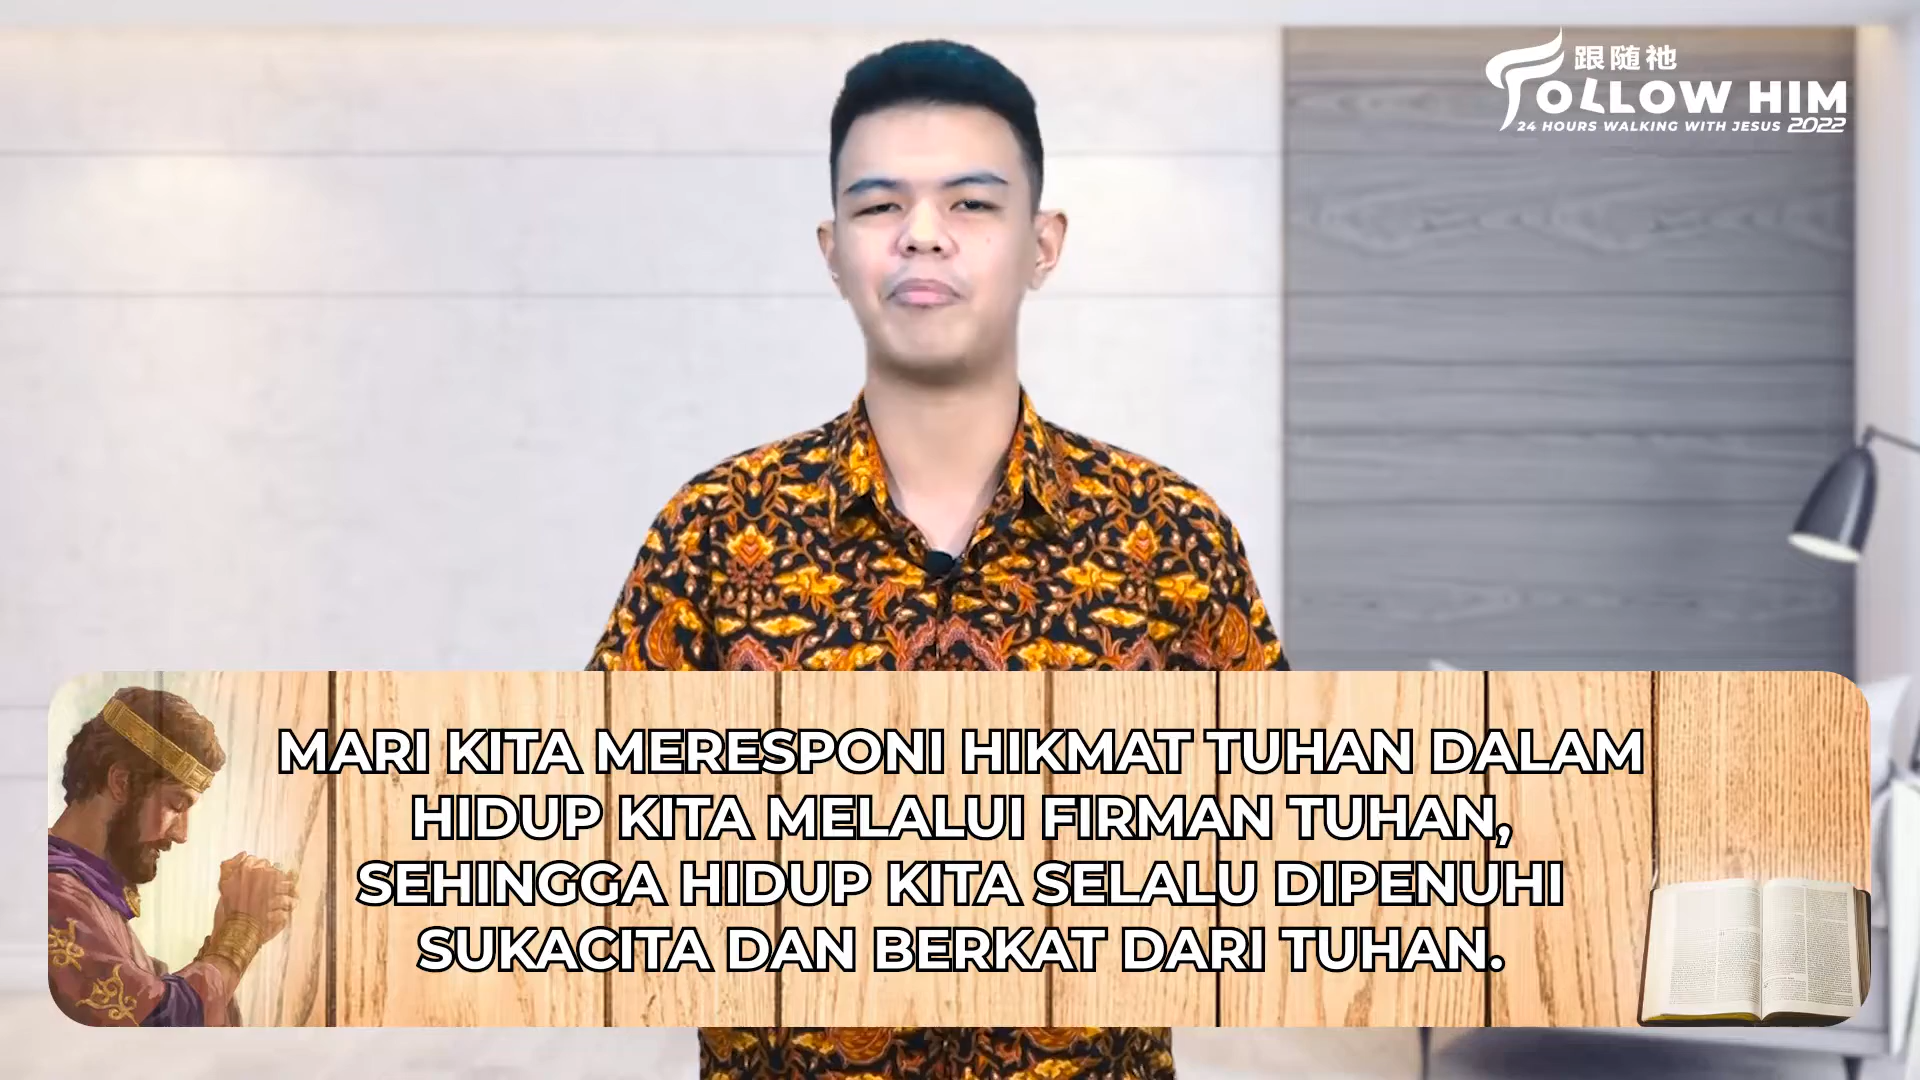 跟随祂
FOLLOW HIM
24 HOURS WALKING WITH JESUS 2022
MARI KITA MERESPONI HIKMAT TUHAN DALAM
HIDUP KITA MELALUI FIRMAN TUHAN,
SEHINGGA HIDUP KITA SELALU DIPENUHI
SUKACITA DAN BERKAT DARI TUHAN.